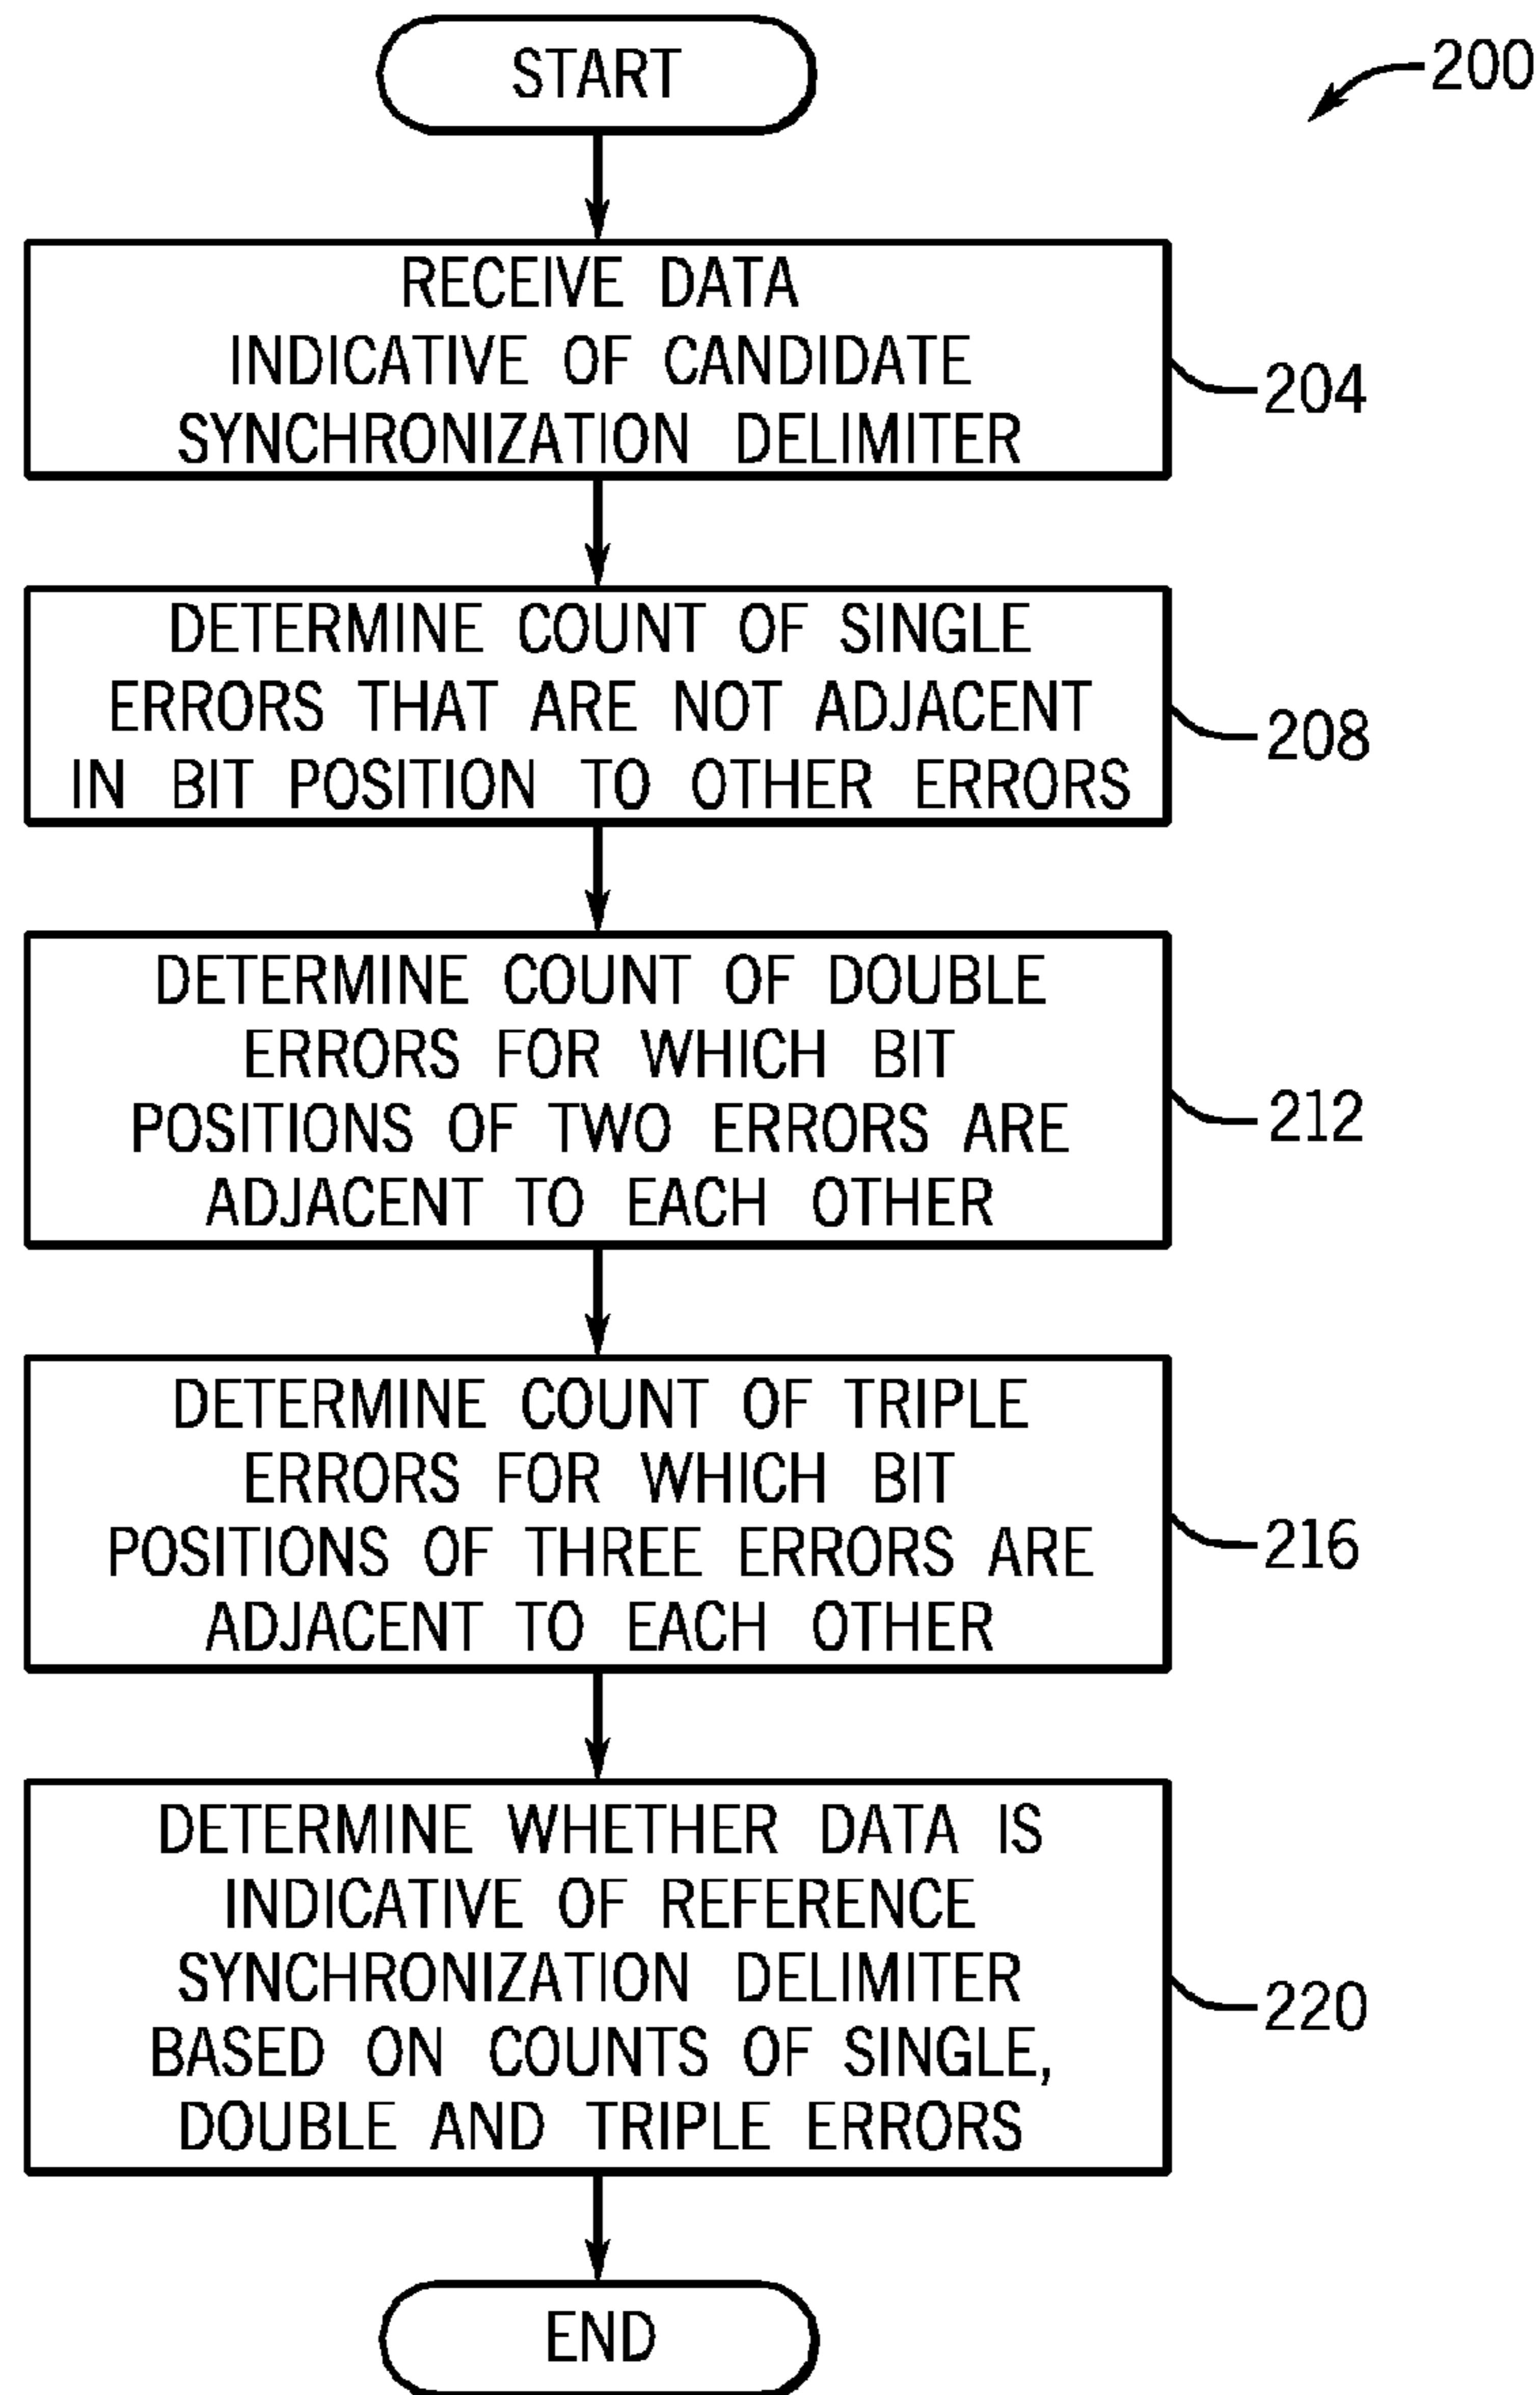 START
200
RECEIVE DATA
INDICATIVE OF CANDIDATE
SYNCHRONIZATION DELIMITER
204
DETERMINE COUNT OF SINGLE
ERRORS THAT ARE NOT ADJACENT
IN BIT POSITION TO OTHER ERRORS
208
DETERMINE COUNT OF DOUBLE
ERRORS FOR WHICH BIT
POSITIONS OF TWO ERRORS ARE
ADJACENT TO EACH OTHER
212
DETERMINE COUNT OF TRIPLE
ERRORS FOR WHICH BIT
POSITIONS OF THREE ERRORS ARE
ADJACENT TO EACH OTHER
216
DETERMINE WHETHER DATA IS
INDICATIVE OF REFERENCE
SYNCHRONIZATION DELIMITER
BASED ON COUNTS OF SINGLE,
DOUBLE AND TRIPLE ERRORS
220
END